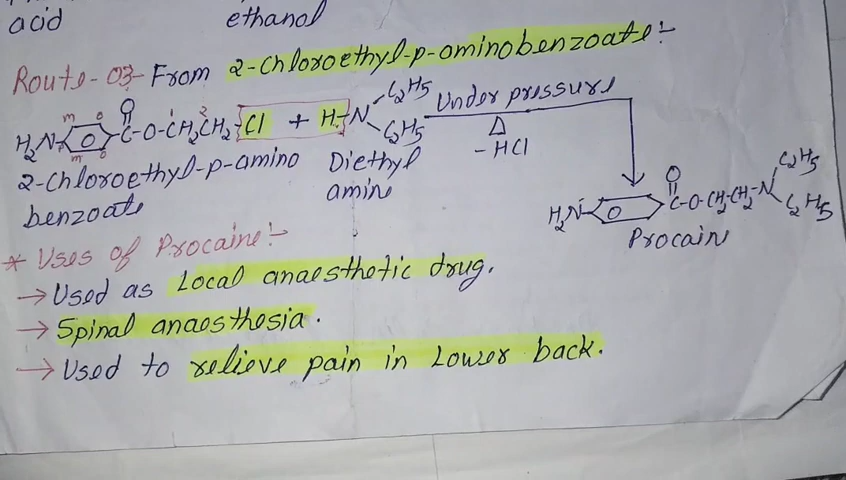 acid ethanol
Route-03- From 2-chloroethyl-p-aminobenzoate:-
H₂N- m o m o O C-O-CH₂CH₂-Cl + H-N C₂H₅ C₂H₅ Under pressure Δ -HCl
2-chloroethyl-p-amino benzoate Diethyl amine
H₂N- O C-O-CH₂-CH₂-N C₂H₅ C₂H₅
Procain
* Uses of Procaine:-
→ Used as Local anaesthetic drug.
→ Spinal anaosthesia.
→ Used to relieve pain in Lower back.